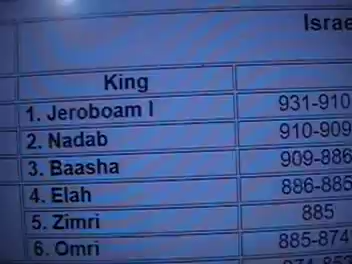 Israe
King
1. Jeroboam I 931-910
2. Nadab 910-909
3. Baasha 909-886
4. Elah 886-885
5. Zimri 885
6. Omri 885-874